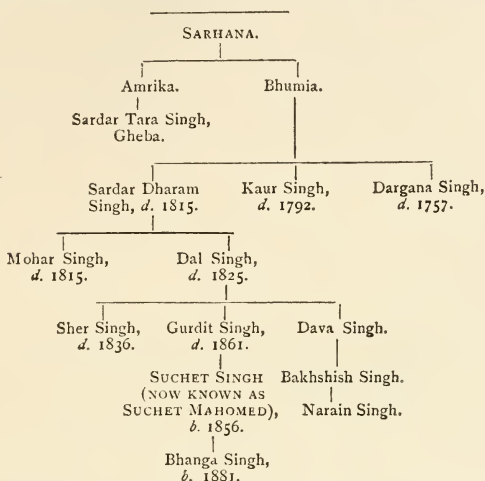 SARHANA.
Amrika. Bhumia.
Sardar Tara Singh,
Gheba.
Sardar Dharam Kaur Singh, Dargana Singh,
Singh, d. 1815. d. 1792. d. 1757.
Mohar Singh, Dal Singh,
d. 1815. d. 1825.
Sher Singh, Gurdit Singh, Dava Singh.
d. 1836. d. 1861.
SUCHET SINGH Bakhshish Singh.
(NOW KNOWN AS
SUCHET MAHOMED), Narain Singh.
b. 1856.
Bhanga Singh,
b. 1881.